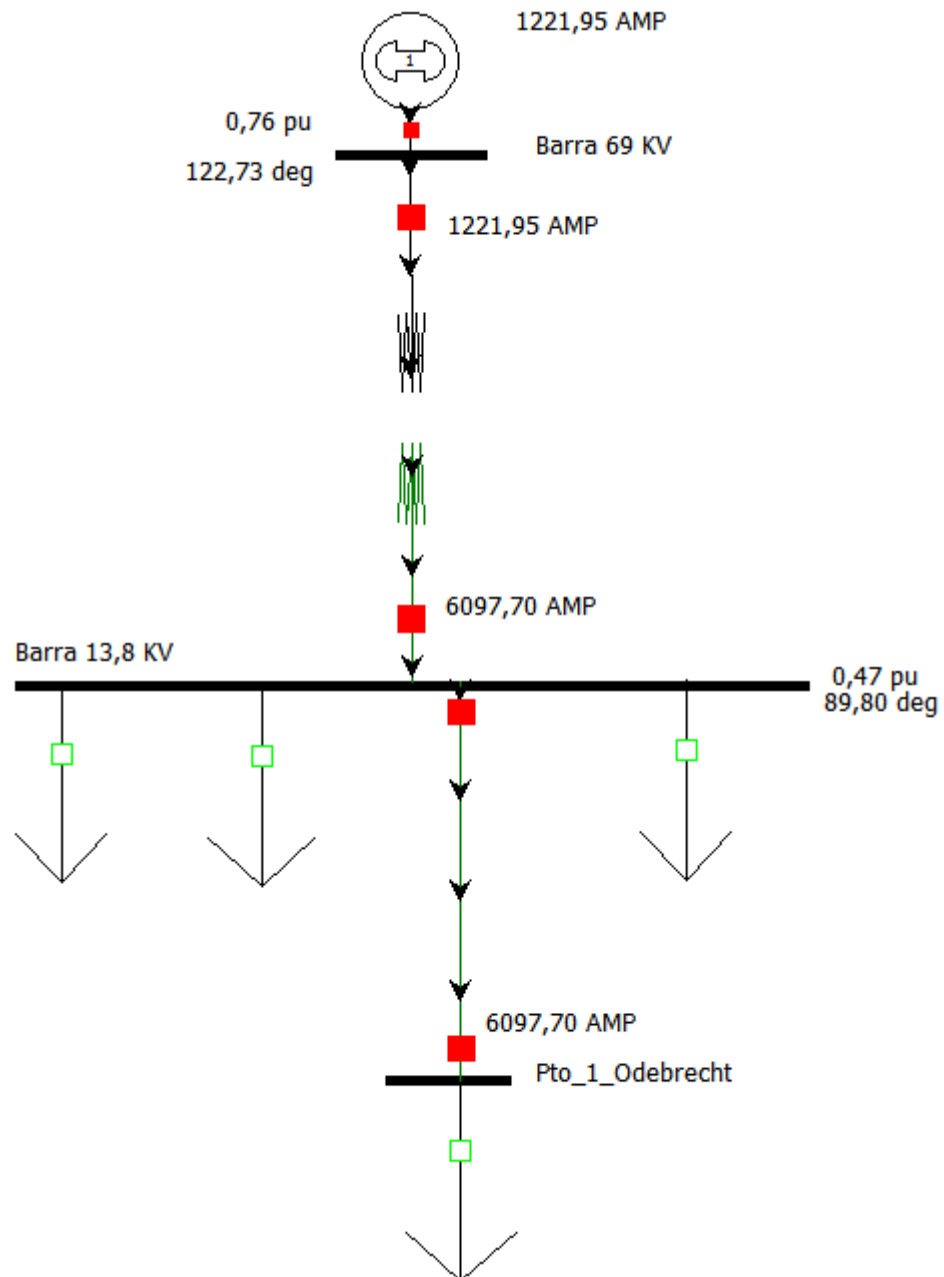 1221,95 AMP
1
0,76 pu
Barra 69 KV
122,73 deg
1221,95 AMP
6097,70 AMP
Barra 13,8 KV
0,47 pu
89,80 deg
6097,70 AMP
Pto_1_Odebrecht